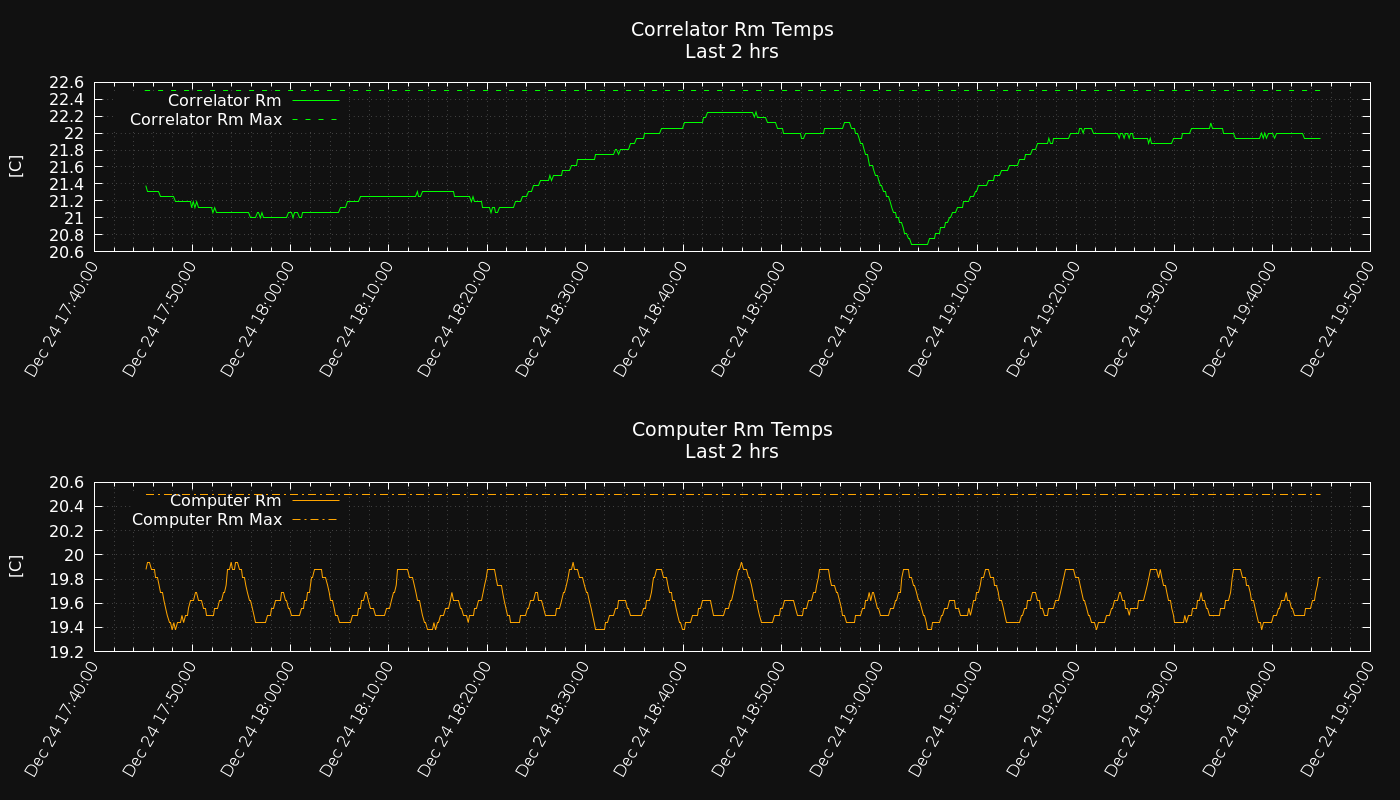 Correlator Rm Temps
Last 2 hrs
22.6
22.4
22.2
22
21.8
21.6
21.4
21.2
21
20.8
20.6
[C]
Correlator Rm
Correlator Rm Max
Dec 24 17:40:00
Dec 24 17:50:00
Dec 24 18:00:00
Dec 24 18:10:00
Dec 24 18:20:00
Dec 24 18:30:00
Dec 24 18:40:00
Dec 24 18:50:00
Dec 24 19:00:00
Dec 24 19:10:00
Dec 24 19:20:00
Dec 24 19:30:00
Dec 24 19:40:00
Dec 24 19:50:00
Computer Rm Temps
Last 2 hrs
20.6
20.4
20.2
20
19.8
19.6
19.4
19.2
[C]
Computer Rm
Computer Rm Max
Dec 24 17:40:00
Dec 24 17:50:00
Dec 24 18:00:00
Dec 24 18:10:00
Dec 24 18:20:00
Dec 24 18:30:00
Dec 24 18:40:00
Dec 24 18:50:00
Dec 24 19:00:00
Dec 24 19:10:00
Dec 24 19:20:00
Dec 24 19:30:00
Dec 24 19:40:00
Dec 24 19:50:00